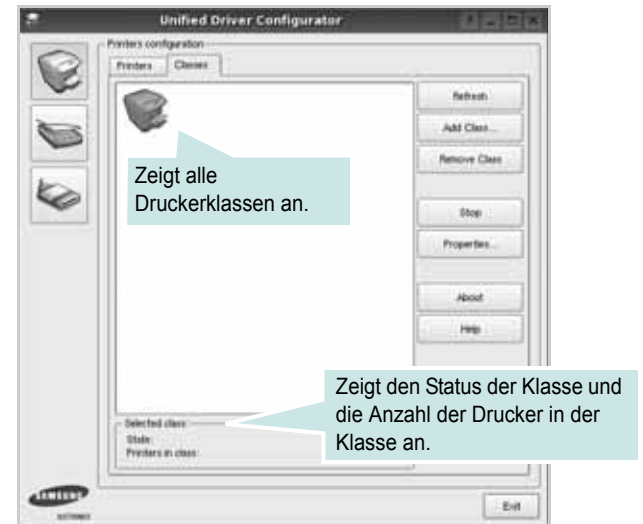 Unified Driver Configurator
Printers configuration
Printers Classes
Refresh
Add Class...
Remove Class
Zeigt alle
Druckerklassen an.
Stop
Properties...
About
Help
Zeigt den Status der Klasse und
die Anzahl der Drucker in der
Klasse an.
Selected class:
State:
Printers in class:
SAMSUNG
ELECTRONICS
Exit